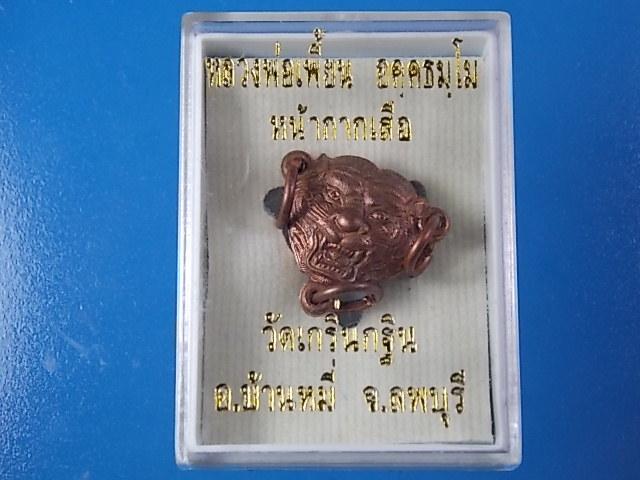 หลวงพ่อเพี้ยน อคฺคธมฺโม
หน้ากากเสือ
วัดเกริ่นกฐิน
อ.บ้านหมี่ จ.ลพบุรี